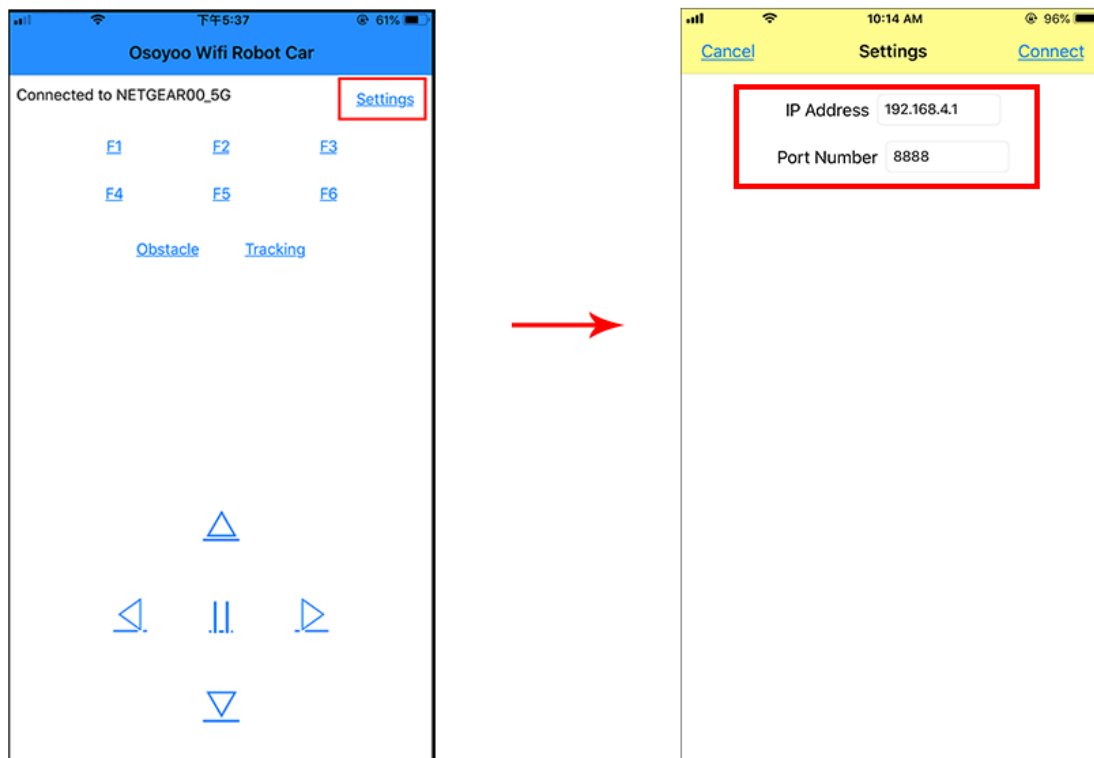 下午5:37
61%
Osoyoo Wifi Robot Car
Connected to NETGEAR00_5G
Settings
F1 F2 F3
F4 F5 F6
Obstacle Tracking
10:14 AM
96%
Cancel Settings Connect
IP Address 192.168.4.1
Port Number 8888